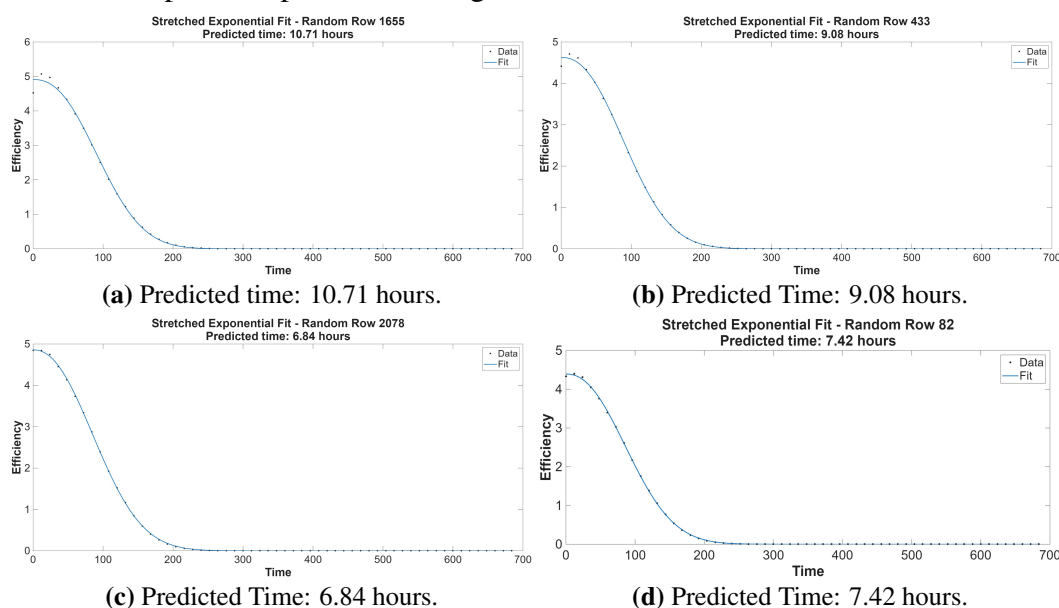 Stretched Exponential Fit - Random Row 1655
Predicted time: 10.71 hours
6
5
4
3
2
1
0
Efficiency
0 100 200 300 400 500 600 700
Time
Data
Fit
(a) Predicted time: 10.71 hours.
Stretched Exponential Fit - Random Row 433
Predicted time: 9.08 hours
5
4
3
2
1
0
Efficiency
0 100 200 300 400 500 600 700
Time
Data
Fit
(b) Predicted Time: 9.08 hours.
Stretched Exponential Fit - Random Row 2078
Predicted time: 6.84 hours
5
4
3
2
1
0
Efficiency
0 100 200 300 400 500 600 700
Time
Data
Fit
(c) Predicted Time: 6.84 hours.
Stretched Exponential Fit - Random Row 82
Predicted time: 7.42 hours
5
4
3
2
1
0
Efficiency
0 100 200 300 400 500 600 700
Time
Data
Fit
(d) Predicted Time: 7.42 hours.